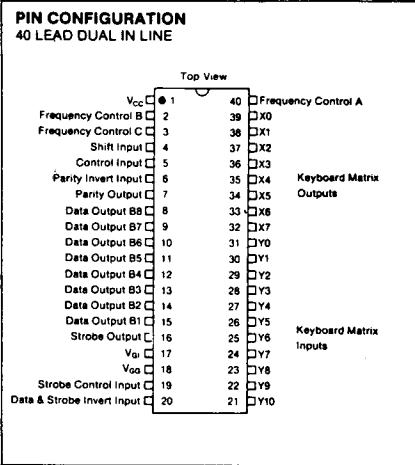 PIN CONFIGURATION
40 LEAD DUAL IN LINE
Top View
VCC 1 40 Frequency Control A
Frequency Control B 2 39 X0
Frequency Control C 3 38 X1
Shift Input 4 37 X2
Control Input 5 36 X3
Parity Invert Input 6 35 X4 Keyboard Matrix
Parity Output 7 34 X5 Outputs
Data Output B8 8 33 X6
Data Output B7 9 32 X7
Data Output B6 10 31 Y0
Data Output B5 11 30 Y1
Data Output B4 12 29 Y2
Data Output B3 13 28 Y3
Data Output B2 14 27 Y4
Data Output B1 15 26 Y5 Keyboard Matrix
Strobe Output 16 25 Y6 Inputs
VGI 17 24 Y7
VGG 18 23 Y8
Strobe Control Input 19 22 Y9
Data & Strobe Invert Input 20 21 Y10